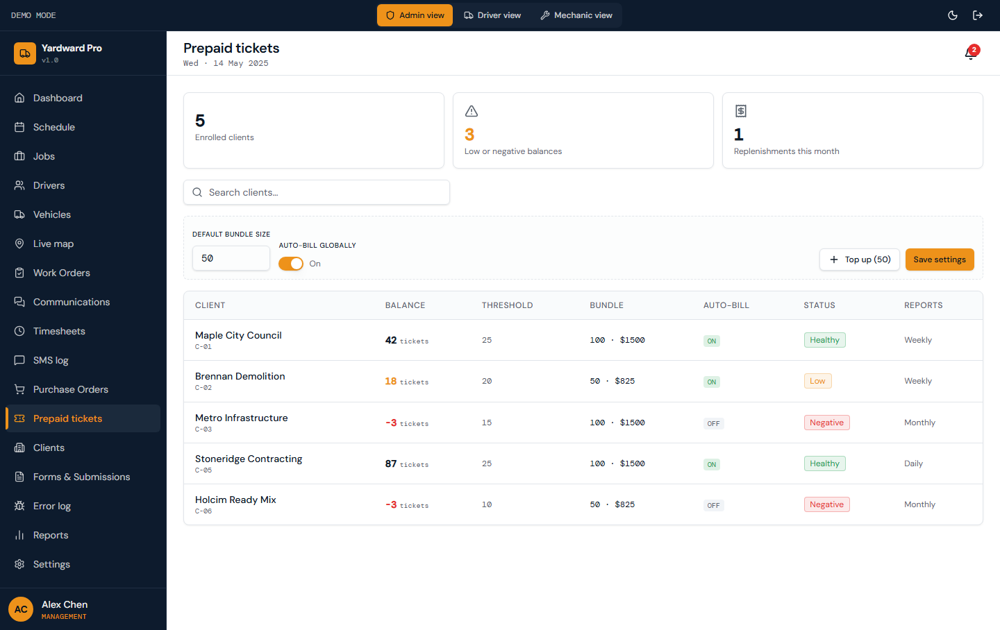 DEMO MODE
Admin view
Driver view
Mechanic view
Yardward Pro
v1.0
Dashboard
Schedule
Jobs
Drivers
Vehicles
Live map
Work Orders
Communications
Timesheets
SMS log
Purchase Orders
Prepaid tickets
Clients
Forms & Submissions
Error log
Reports
Settings
AC
Alex Chen
MANAGEMENT
Prepaid tickets
Wed · 14 May 2025
2
5
Enrolled clients
3
Low or negative balances
1
Replenishments this month
Search clients...
DEFAULT BUNDLE SIZE
50
AUTO-BILL GLOBALLY
On
Top up (50)
Save settings
CLIENT BALANCE THRESHOLD BUNDLE AUTO-BILL STATUS REPORTS
Maple City Council 42 tickets 25 100 · $1500 ON Healthy Weekly
C-01
Brennan Demolition 18 tickets 20 50 · $825 ON Low Weekly
C-02
Metro Infrastructure -3 tickets 15 100 · $1500 OFF Negative Monthly
C-03
Stoneridge Contracting 87 tickets 25 100 · $1500 ON Healthy Daily
C-05
Holcim Ready Mix -3 tickets 10 50 · $825 OFF Negative Monthly
C-06